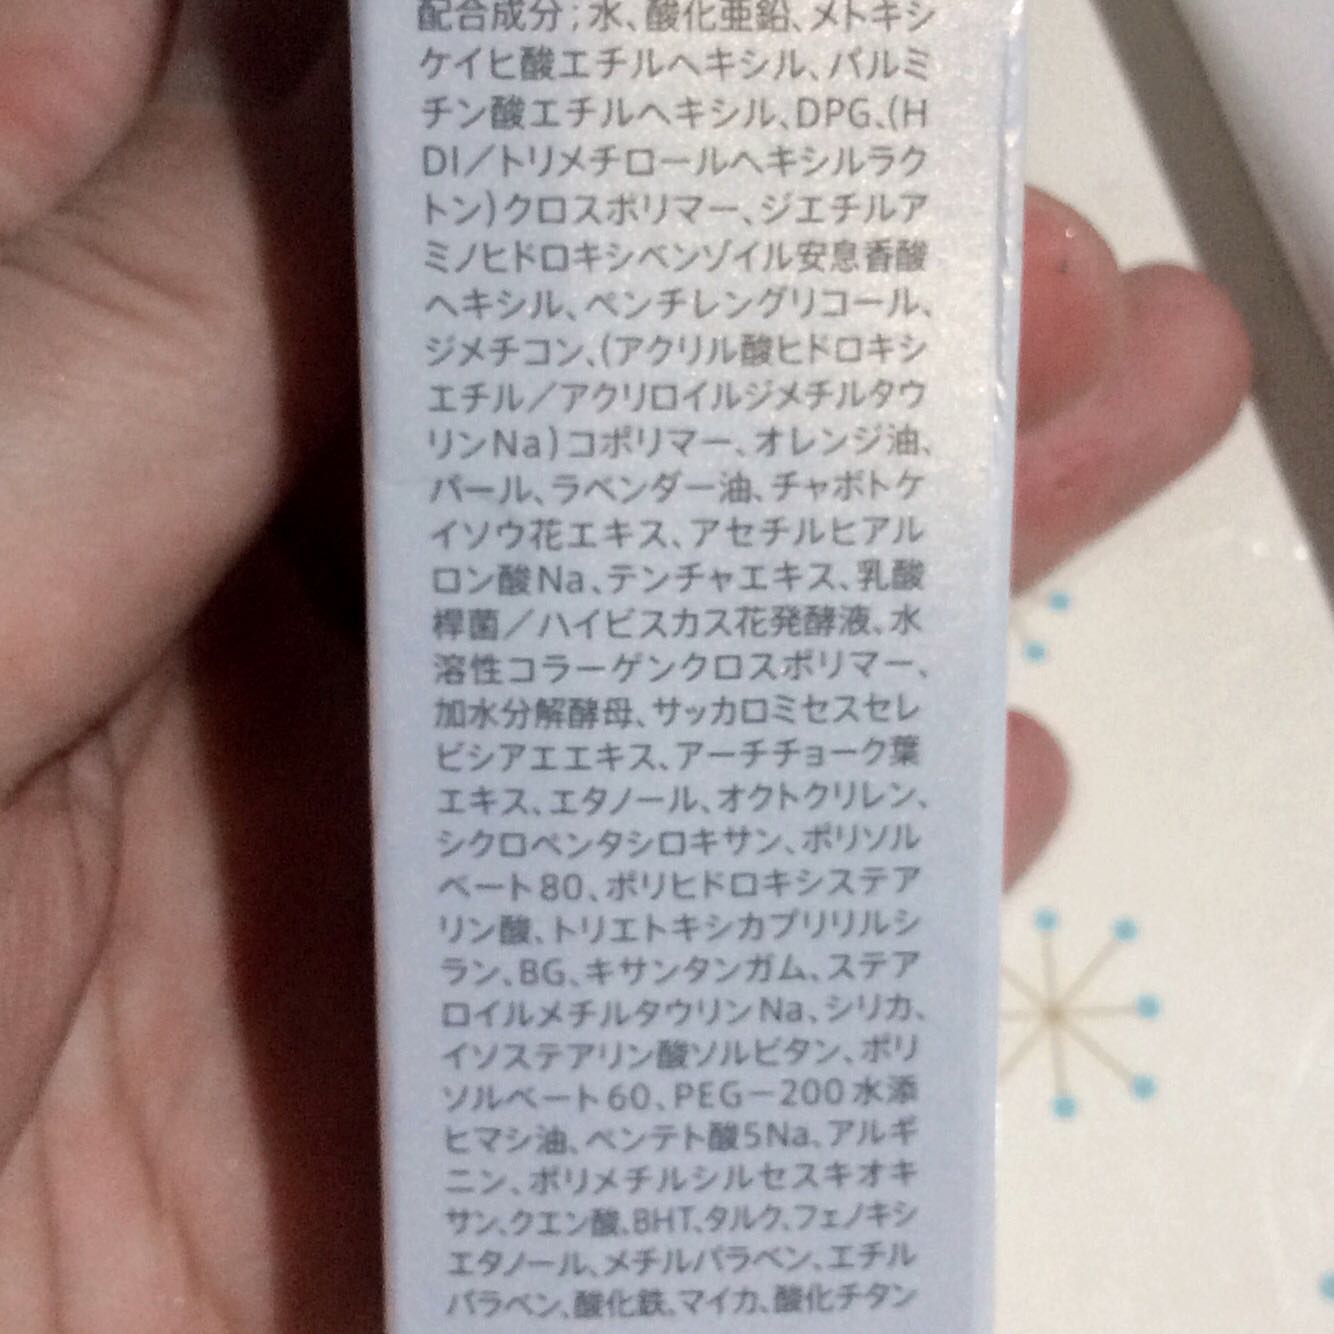 配合成分;水、酸化亜鉛、メトキシ
ケイヒ酸エチルヘキシル、パルミ
チン酸エチルヘキシル、DPG、(H
DI/トリメチロールヘキシルラク
トン)クロスポリマー、ジエチルア
ミノヒドロキシベンゾイル安息香酸
ヘキシル、ペンチレングリコール、
ジメチコン、(アクリル酸ヒドロキシ
エチル/アクリロイルジメチルタウ
リンNa)コポリマー、オレンジ油、
パール、ラベンダー油、チャボトケ
イソウ花エキス、アセチルヒアル
ロン酸Na、テンチャエキス、乳酸
桿菌/ハイビスカス花発酵液、水
溶性コラーゲンクロスポリマー、
加水分解酵母、サッカロミセスセレ
ビシアエエキス、アーチチョーク葉
エキス、エタノール、オクトクリレン、
シクロペンタシロキサン、ポリソル
ベート80、ポリヒドロキシステア
リン酸、トリエトキシカプリリルシ
ラン、BG、キサンタンガム、ステア
ロイルメチルタウリンNa、シリカ、
イソステアリン酸ソルビタン、ポリ
ソルベート60、PEG-200水添
ヒマシ油、ペンテト酸5Na、アルギ
ニン、ポリメチルシルセスキオキ
サン、クエン酸、BHT、タルク、フェノキシ
エタノール、メチルパラベン、エチル
パラベン、酸化鉄、マイカ、酸化チタン